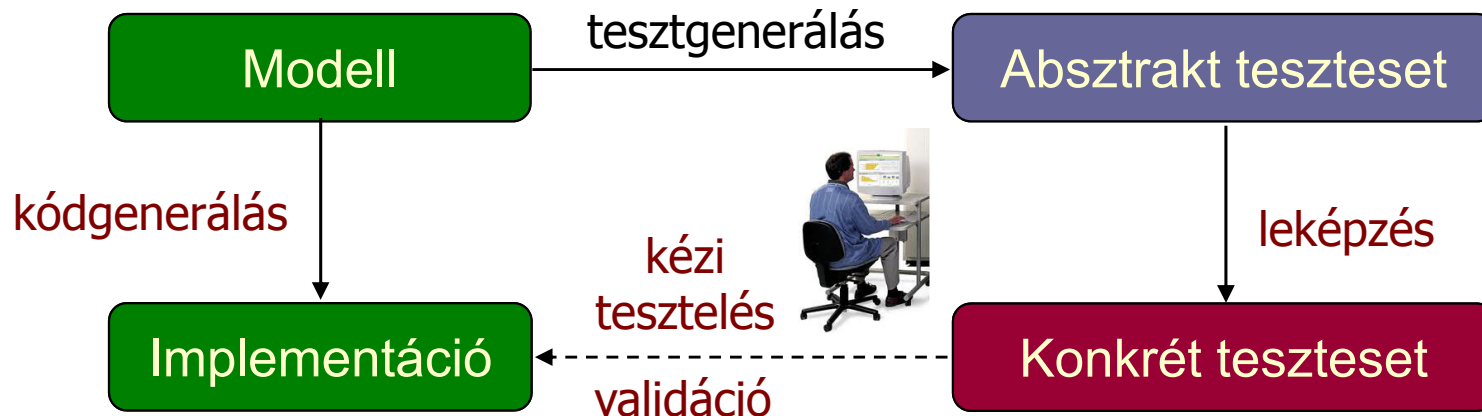 tesztgenerálás
Modell
Absztrakt teszteset
kódgenerálás
leképzés
kézi
tesztelés
Implementáció
Konkrét teszteset
validáció